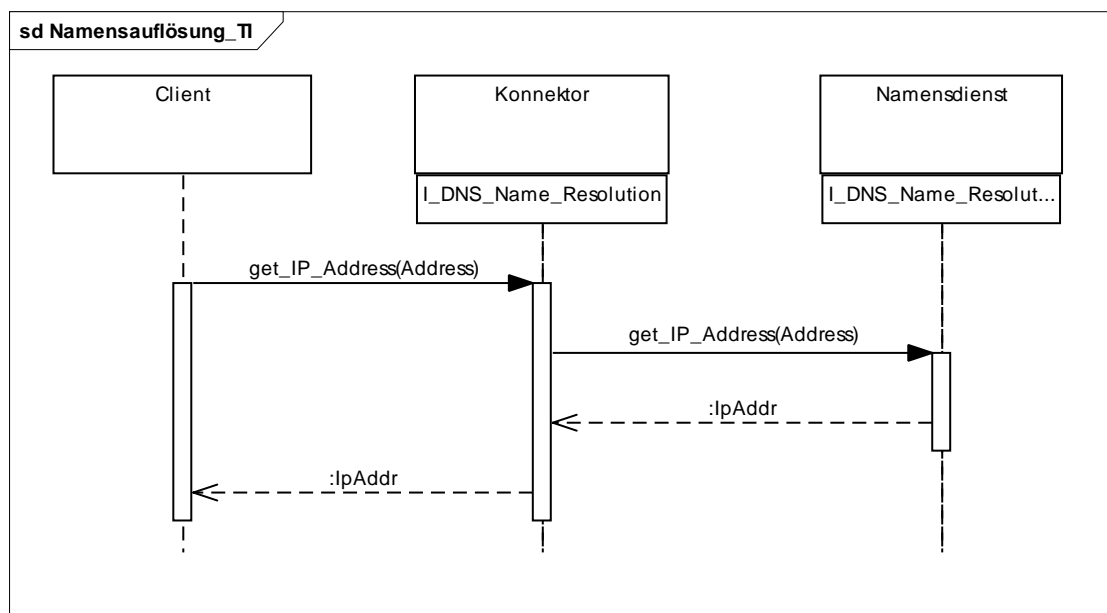 sd Namensauflösung_TI
Client
Konnektor
Namensdienst
I_DNS_Name_Resolution
I_DNS_Name_Resolut...
get_IP_Address(Address)
get_IP_Address(Address)
:IpAddr
:IpAddr